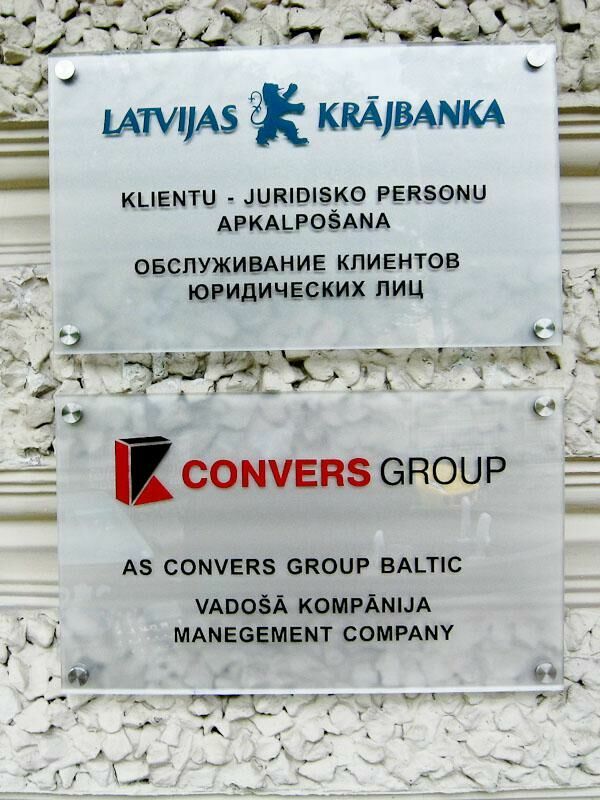 LATVIJAS KRĀJBANKA
KLIENTU - JURIDISKO PERSONU
APKALPOŠANA
ОБСЛУЖИВАНИЕ КЛИЕНТОВ
ЮРИДИЧЕСКИХ ЛИЦ
CONVERS GROUP
AS CONVERS GROUP BALTIC
VADOŠĀ KOMPĀNIJA
MANEGEMENT COMPANY